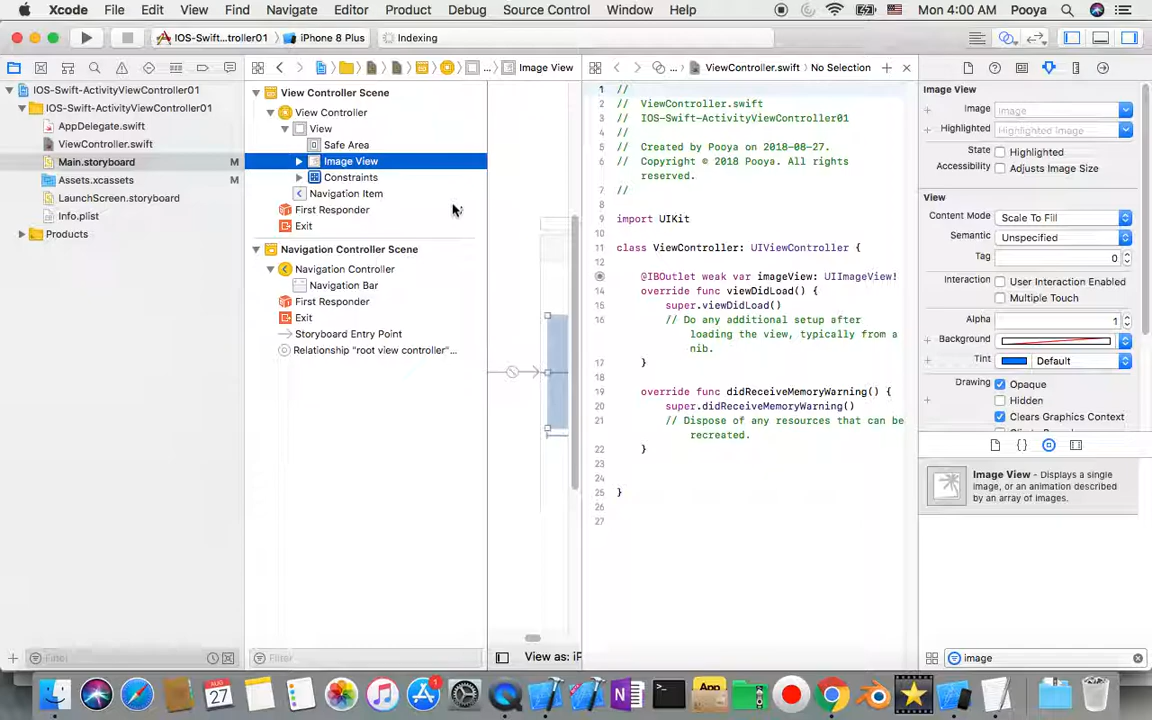 Xcode File Edit View Find Navigate Editor Product Debug Source Control Window Help
Mon 4:00 AM Pooya
IOS-Swift...troller01 iPhone 8 Plus Indexing
... Image View
... ViewController.swift No Selection
IOS-Swift-ActivityViewController01
IOS-Swift-ActivityViewController01
AppDelegate.swift
ViewController.swift
Main.storyboard M
Assets.xcassets M
LaunchScreen.storyboard
Info.plist
Products
Filter
View Controller Scene
View Controller
View
Safe Area
Image View
Constraints
Navigation Item
First Responder
Exit
Navigation Controller Scene
Navigation Controller
Navigation Bar
First Responder
Exit
Storyboard Entry Point
Relationship "root view controller"...
Filter
View as: iP
1 //
2 // ViewController.swift
3 // IOS-Swift-ActivityViewController01
4 //
5 // Created by Pooya on 2018-08-27.
6 // Copyright © 2018 Pooya. All rights
reserved.
7 //
8
9 import UIKit
10
11 class ViewController: UIViewController {
12
@IBOutlet weak var imageView: UIImageView!
14 override func viewDidLoad() {
15 super.viewDidLoad()
16 // Do any additional setup after
loading the view, typically from a
nib.
17 }
18
19 override func didReceiveMemoryWarning() {
20 super.didReceiveMemoryWarning()
21 // Dispose of any resources that can be
recreated.
22 }
23
24
25 }
26
27
Image View
Image Image
Highlighted Highlighted Image
State Highlighted
Accessibility Adjusts Image Size
View
Content Mode Scale To Fill
Semantic Unspecified
Tag 0
Interaction User Interaction Enabled
Multiple Touch
Alpha 1
Background
Tint Default
Drawing Opaque
Hidden
Clears Graphics Context
Image View - Displays a single
image, or an animation described
by an array of images.
image
AUG
27
App